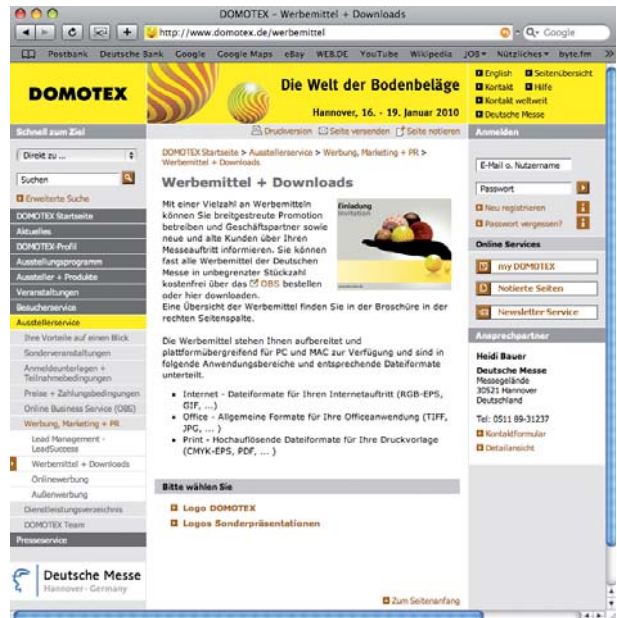 DOMOTEX - Werbemittel + Downloads
http://www.domotex.de/werbemittel
Google
Postbank Deutsche Bank Google Google Maps eBay WEB.DE YouTube Wikipedia JOB Nützliches byte.fm
DOMOTEX
Die Welt der Bodenbeläge
Hannover, 16. - 19. Januar 2010
English Seitenübersicht
Kontakt Hilfe
Kontakt weltweit
Deutsche Messe
Schnell zum Ziel
Direkt zu ...
Suchen
Erweiterte Suche
DOMOTEX Startseite
Aktuelles
DOMOTEX-Profil
Ausstellungsprogramm
Aussteller + Produkte
Veranstaltungen
Besucherservice
Ausstellerservice
Ihre Vorteile auf einen Blick
Sonderveranstaltungen
Anmeldeunterlagen +
Teilnahmebedingungen
Preise + Zahlungsbedingungen
Online Business Service (OBS)
Werbung, Marketing + PR
Lead Management -
LeadSuccess
Werbemittel + Downloads
Onlinewerbung
Außenwerbung
Dienstleistungsverzeichnis
DOMOTEX Team
Presseservice
Deutsche Messe
Hannover · Germany
Druckversion Seite versenden Seite notieren
DOMOTEX Startseite > Ausstellerservice > Werbung, Marketing + PR >
Werbemittel + Downloads
Werbemittel + Downloads
Mit einer Vielzahl an Werbemitteln
können Sie breitgestreute Promotion
betreiben und Geschäftspartner sowie
neue und alte Kunden über Ihren
Messeauftritt informieren. Sie können
fast alle Werbemittel der Deutschen
Messe in unbegrenzter Stückzahl
kostenfrei über das OBS bestellen
oder hier downloaden.
Einladung
Invitation
Eine Übersicht der Werbemittel finden Sie in der Broschüre in der
rechten Seitenspalte.
Die Werbemittel stehen Ihnen aufbereitet und
plattformübergreifend für PC und MAC zur Verfügung und sind in
folgende Anwendungsbereiche und entsprechende Dateiformate
unterteilt.
• Internet - Dateiformate für Ihren Internetauftritt (RGB-EPS,
GIF, ...)
• Office - Allgemeine Formate für Ihre Officeanwendung (TIFF,
JPG, ... )
• Print - Hochauflösende Dateiformate für Ihre Druckvorlage
(CMYK-EPS, PDF, ... )
Bitte wählen Sie
Logo DOMOTEX
Logos Sonderpräsentationen
Zum Seitenanfang
Anmelden
E-Mail o. Nutzername
Passwort
Neu registrieren
Passwort vergessen?
Online Services
my DOMOTEX
Notierte Seiten
Newsletter Service
Ansprechpartner
Heidi Bauer
Deutsche Messe
Messegelände
30521 Hannover
Deutschland
Tel: 0511 89-31237
Kontaktformular
Detailansicht